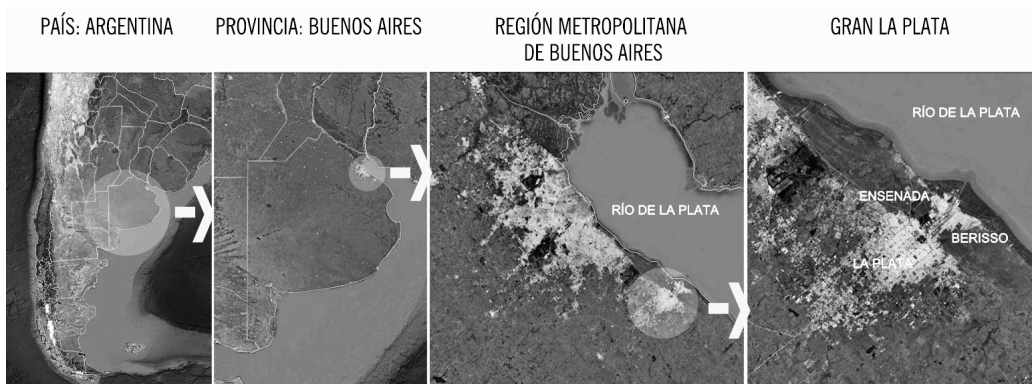 PAÍS: ARGENTINA
PROVINCIA: BUENOS AIRES
REGIÓN METROPOLITANA
DE BUENOS AIRES
GRAN LA PLATA
RÍO DE LA PLATA
RÍO DE LA PLATA
ENSENADA
BERISSO
LA PLATA